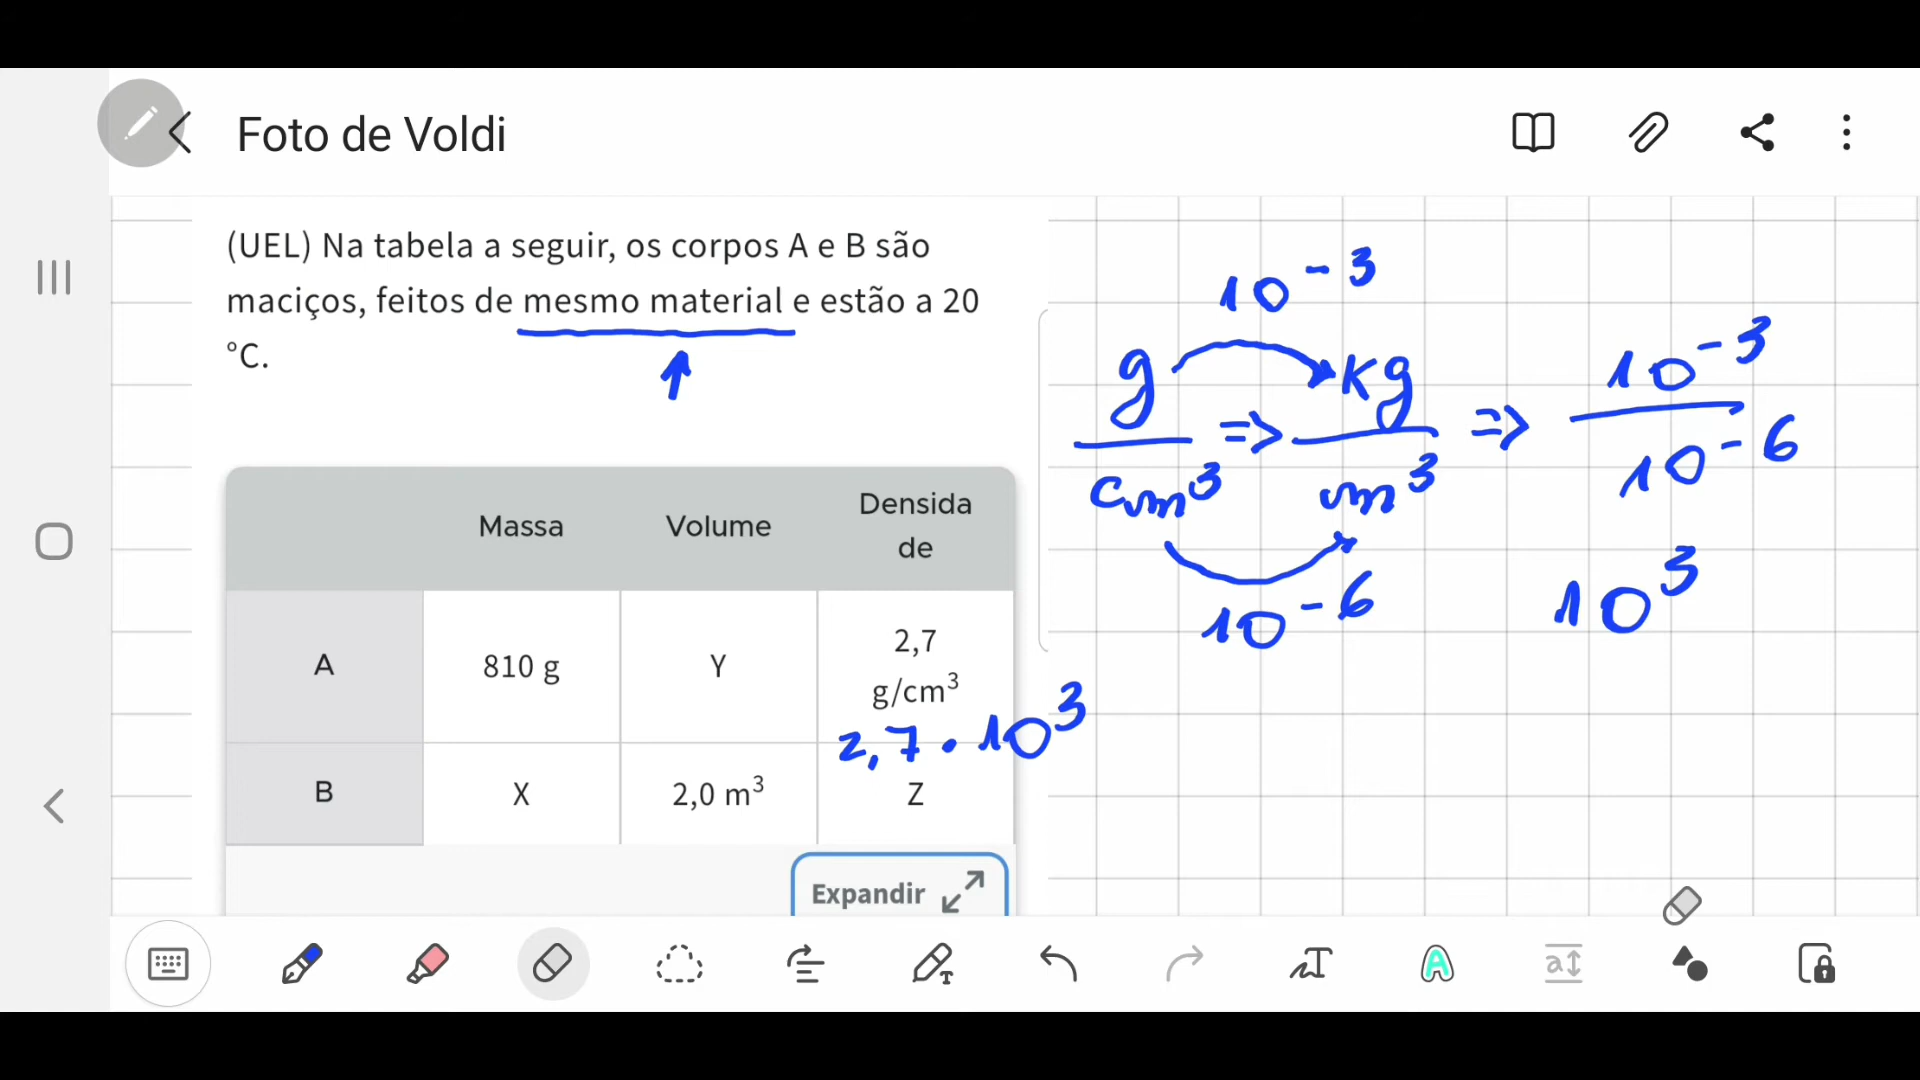 Foto de Voldi
(UEL) Na tabela a seguir, os corpos A e B são
maciços, feitos de mesmo material e estão a 20
°C.
Massa Volume Densida
de
A 810 g Y 2,7
g/cm³
2,7 · 10³
B X 2,0 m³ Z
Expandir
10⁻³
g/cm³ => kg/m³ => 10⁻³/10⁻⁶
10⁻⁶
10³